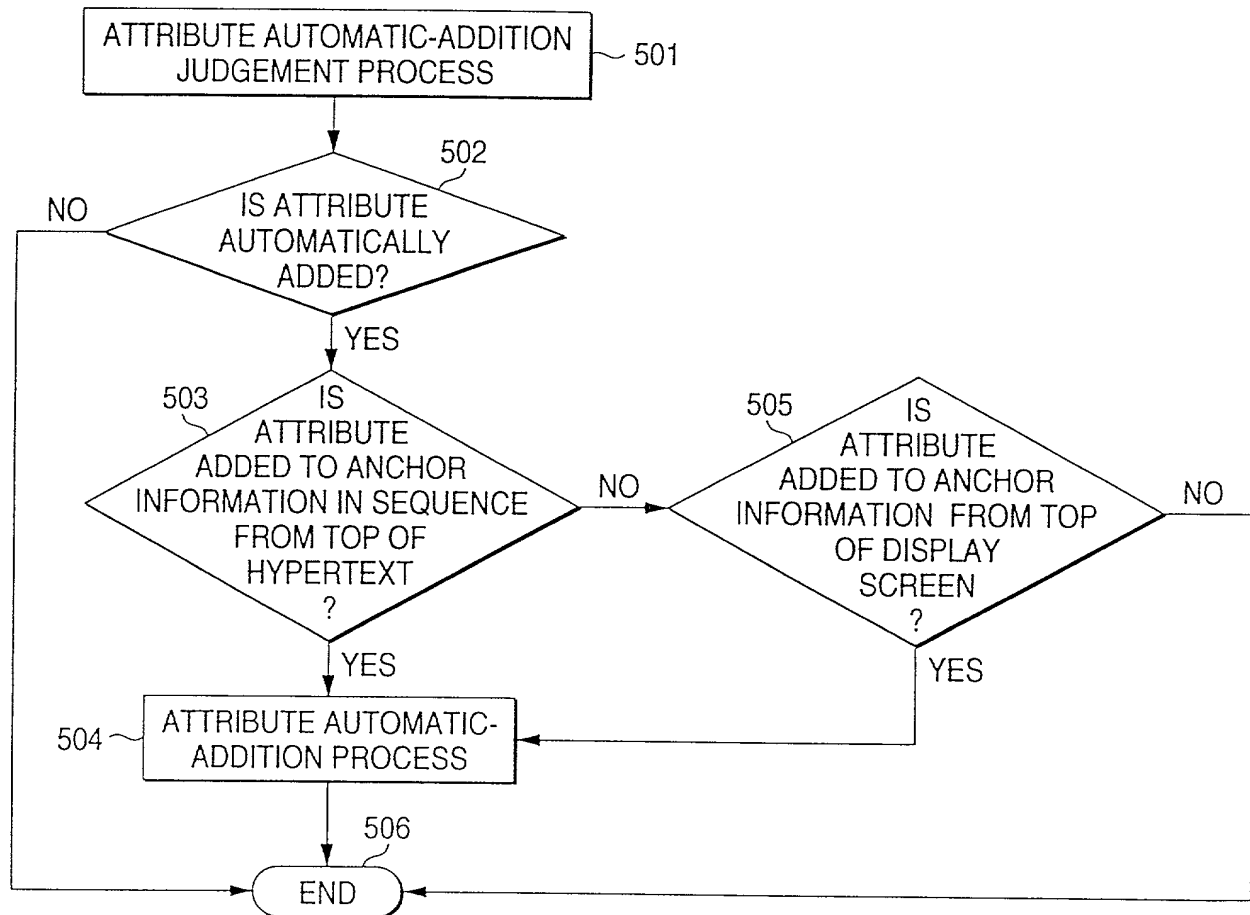 ATTRIBUTE AUTOMATIC-ADDITION
JUDGEMENT PROCESS
501
502
NO
IS ATTRIBUTE
AUTOMATICALLY
ADDED?
YES
503
IS
ATTRIBUTE
ADDED TO ANCHOR
INFORMATION IN SEQUENCE
FROM TOP OF
HYPERTEXT
?
NO
505
IS
ATTRIBUTE
ADDED TO ANCHOR
INFORMATION FROM TOP
OF DISPLAY
SCREEN
?
NO
YES
YES
504
ATTRIBUTE AUTOMATIC-
ADDITION PROCESS
506
END